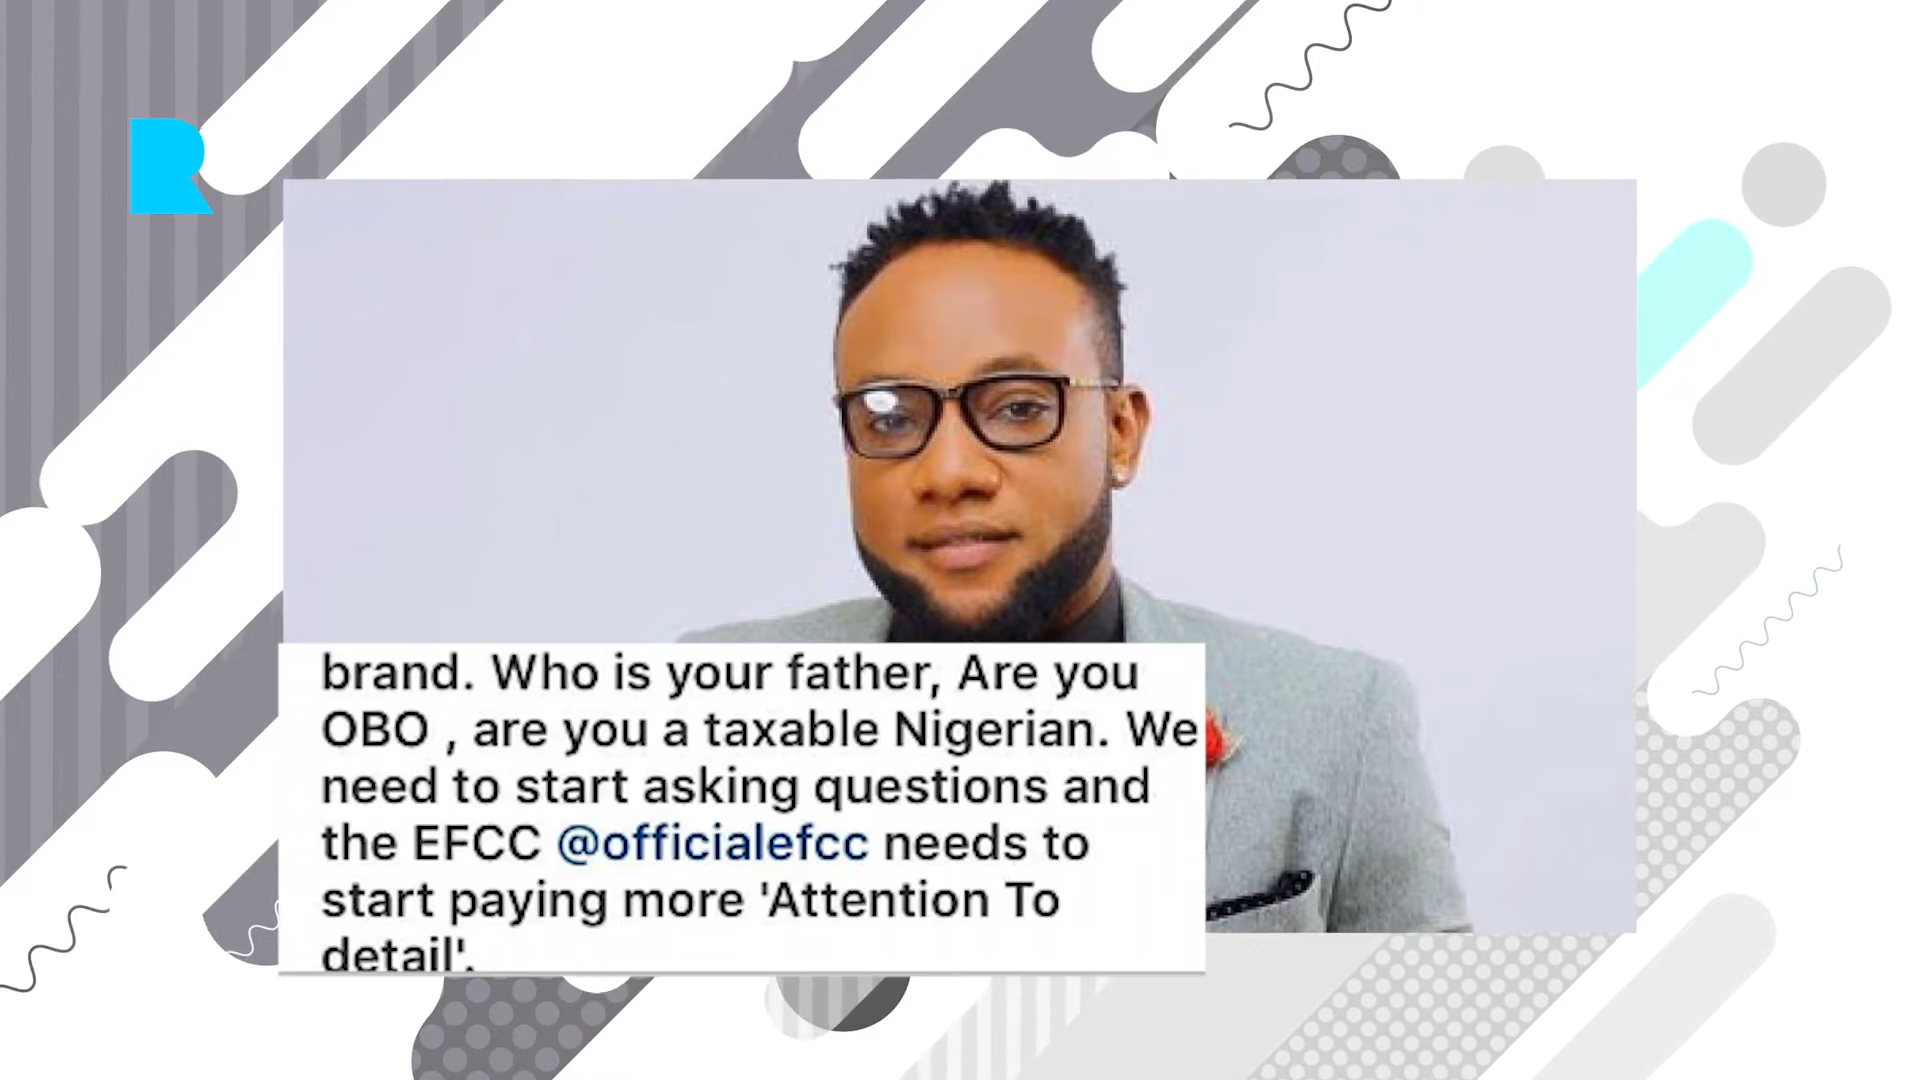 R
brand. Who is your father, Are you
OBO , are you a taxable Nigerian. We
need to start asking questions and
the EFCC @officialefcc needs to
start paying more 'Attention To
detail'.